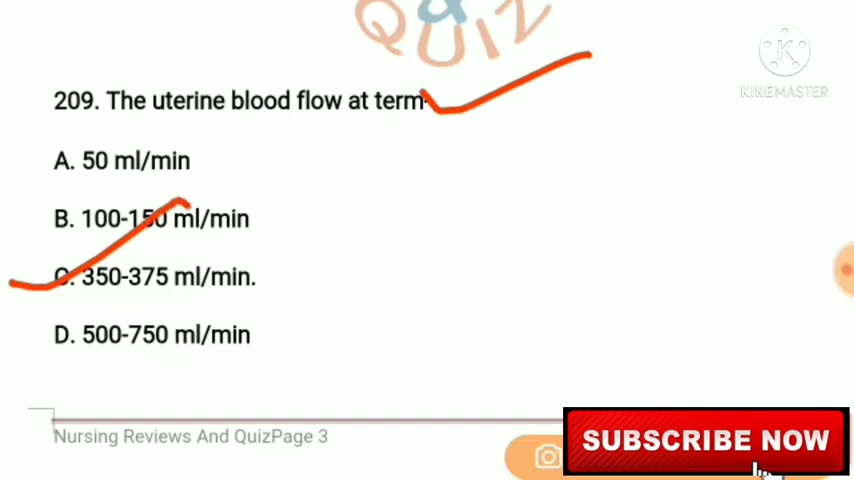 &
QUIZ
KINEMASTER
209. The uterine blood flow at term-
A. 50 ml/min
B. 100-150 ml/min
C. 350-375 ml/min.
D. 500-750 ml/min
Nursing Reviews And QuizPage 3
SUBSCRIBE NOW